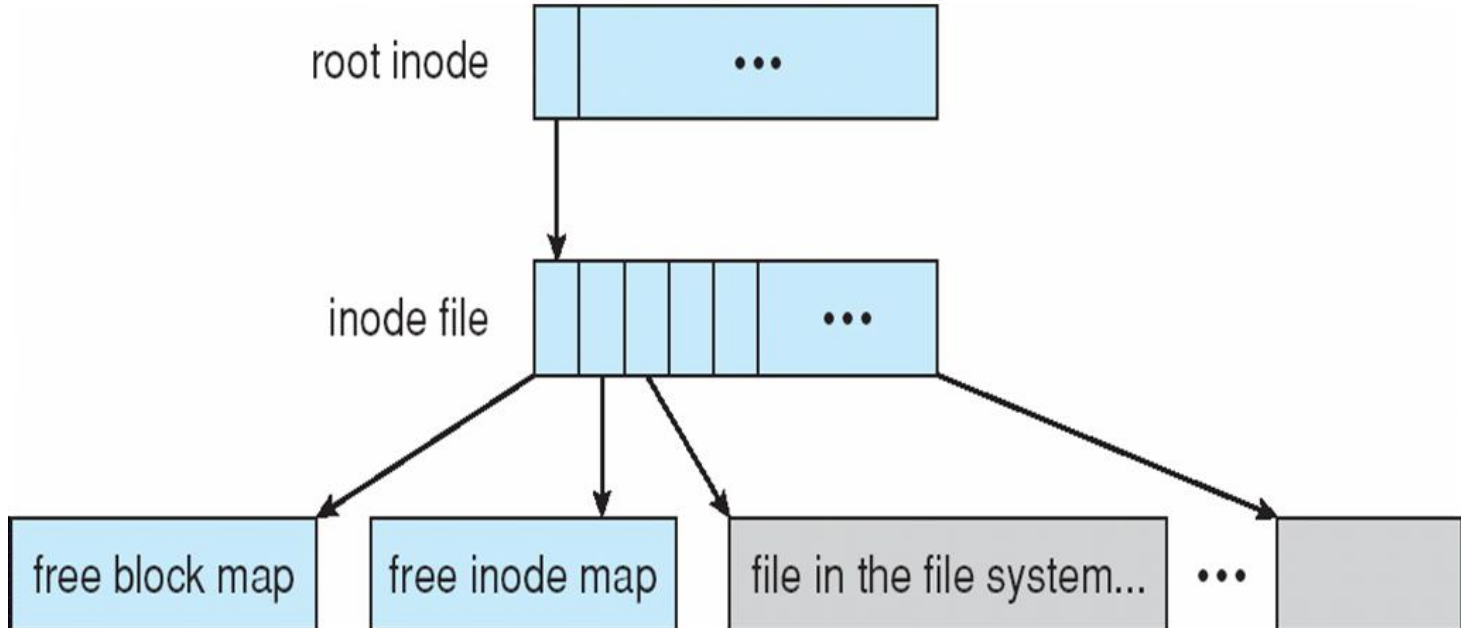 root inode
•••
inode file
•••
free block map
free inode map
file in the file system...
•••